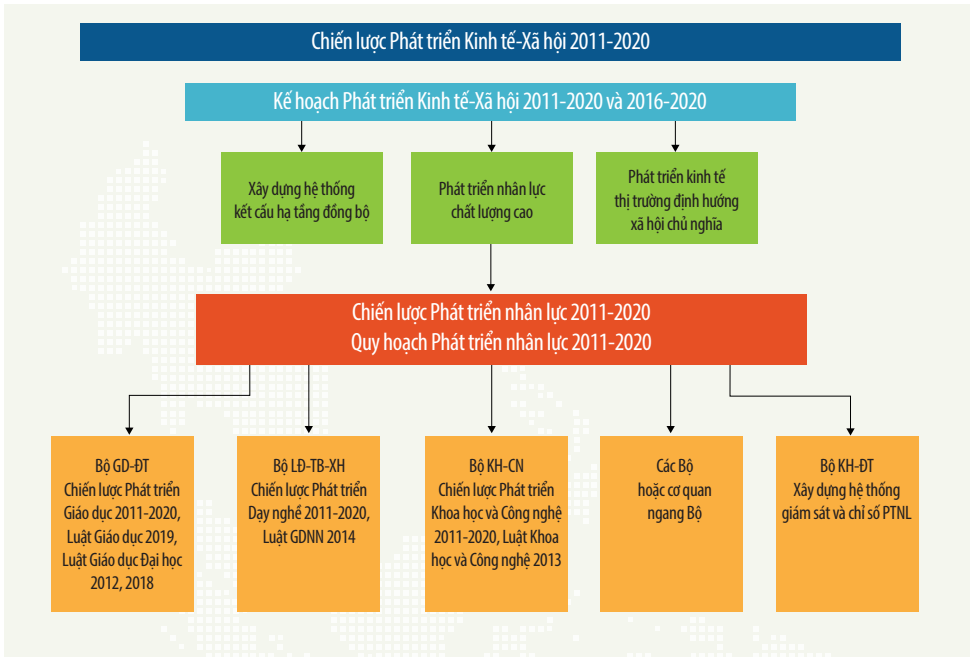 Chiến lược Phát triển Kinh tế-Xã hội 2011-2020
Kế hoạch Phát triển Kinh tế-Xã hội 2011-2020 và 2016-2020
Xây dựng hệ thống
kết cấu hạ tầng đồng bộ
Phát triển nhân lực
chất lượng cao
Phát triển kinh tế
thị trường định hướng
xã hội chủ nghĩa
Chiến lược Phát triển nhân lực 2011-2020
Quy hoạch Phát triển nhân lực 2011-2020
Bộ GD-ĐT
Chiến lược Phát triển
Giáo dục 2011-2020,
Luật Giáo dục 2019,
Luật Giáo dục Đại học
2012, 2018
Bộ LĐ-TB-XH
Chiến lược Phát triển
Dạy nghề 2011-2020,
Luật GDNN 2014
Bộ KH-CN
Chiến lược Phát triển
Khoa học và Công nghệ
2011-2020, Luật Khoa
học và Công nghệ 2013
Các Bộ
hoặc cơ quan
ngang Bộ
Bộ KH-ĐT
Xây dựng hệ thống
giám sát và chỉ số PTNL